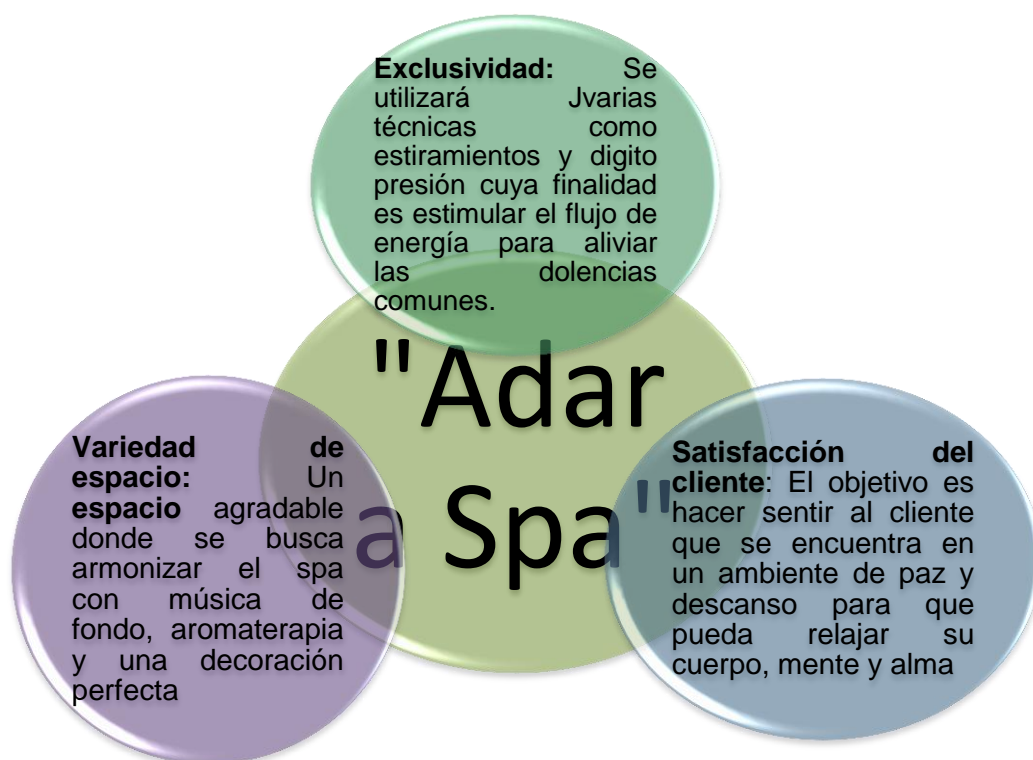 Exclusividad: Se
utilizará Jvarias
técnicas como
estiramientos y digito
presión cuya finalidad
es estimular el flujo de
energía para aliviar
las dolencias
comunes.
"Adar
a Spa"
Variedad de
espacio: Un
espacio agradable
donde se busca
armonizar el spa
con música de
fondo, aromaterapia
y una decoración
perfecta
Satisfacción del
cliente: El objetivo es
hacer sentir al cliente
que se encuentra en
un ambiente de paz y
descanso para que
pueda relajar su
cuerpo, mente y alma